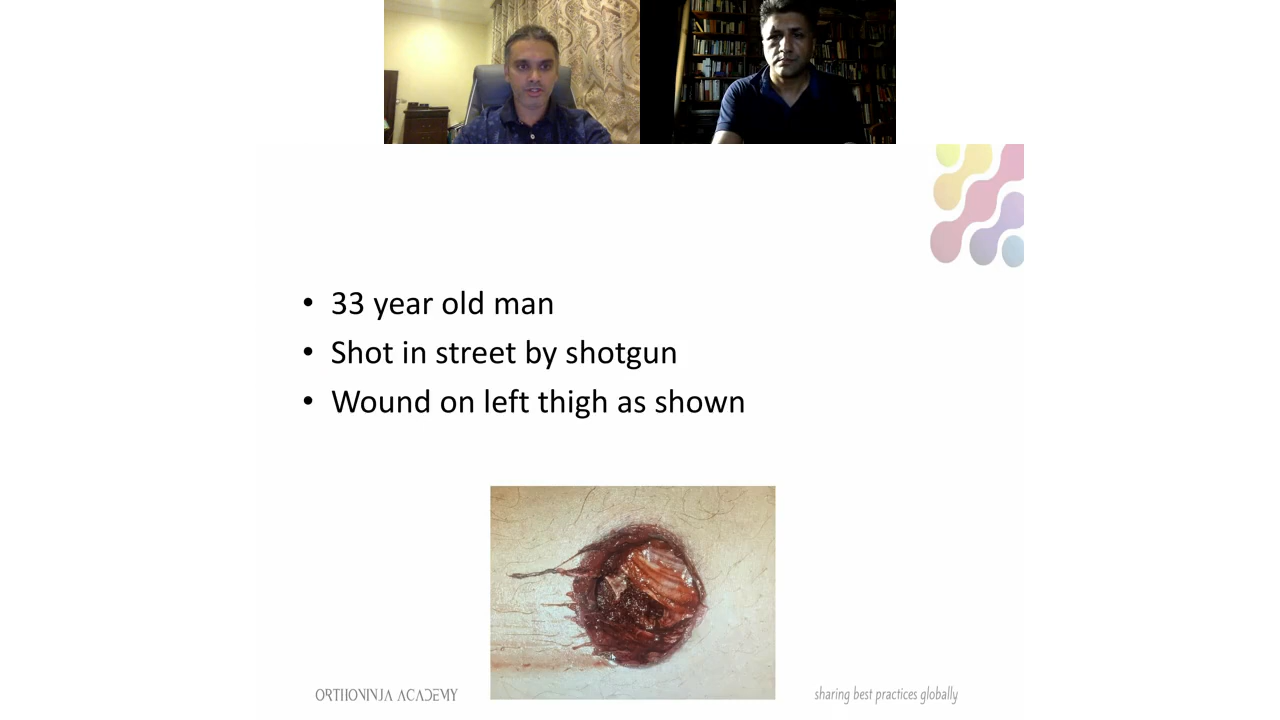 • 33 year old man
• Shot in street by shotgun
• Wound on left thigh as shown
ORTHONINJA ACADEMY
sharing best practices globally